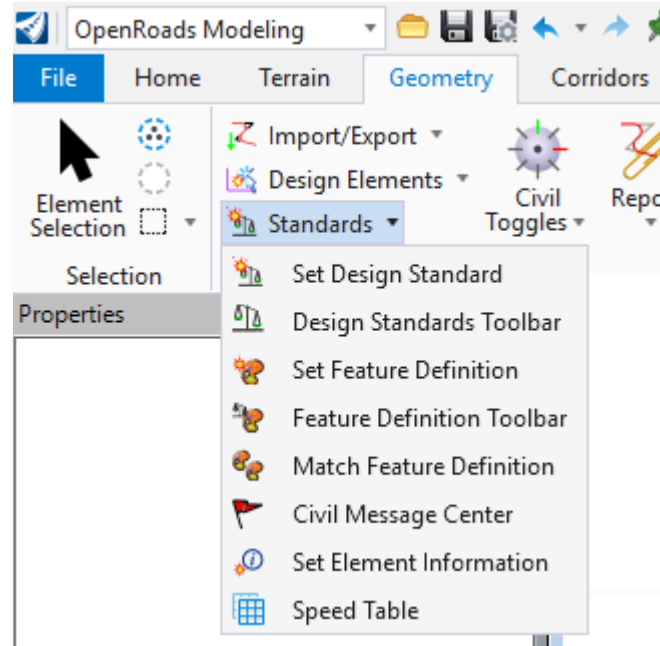 OpenRoads Modeling
File Home Terrain Geometry Corridors
Import/Export
Design Elements
Standards
Element
Selection
Civil
Toggles
Selection
Set Design Standard
Design Standards Toolbar
Set Feature Definition
Feature Definition Toolbar
Match Feature Definition
Civil Message Center
Set Element Information
Speed Table
Properties